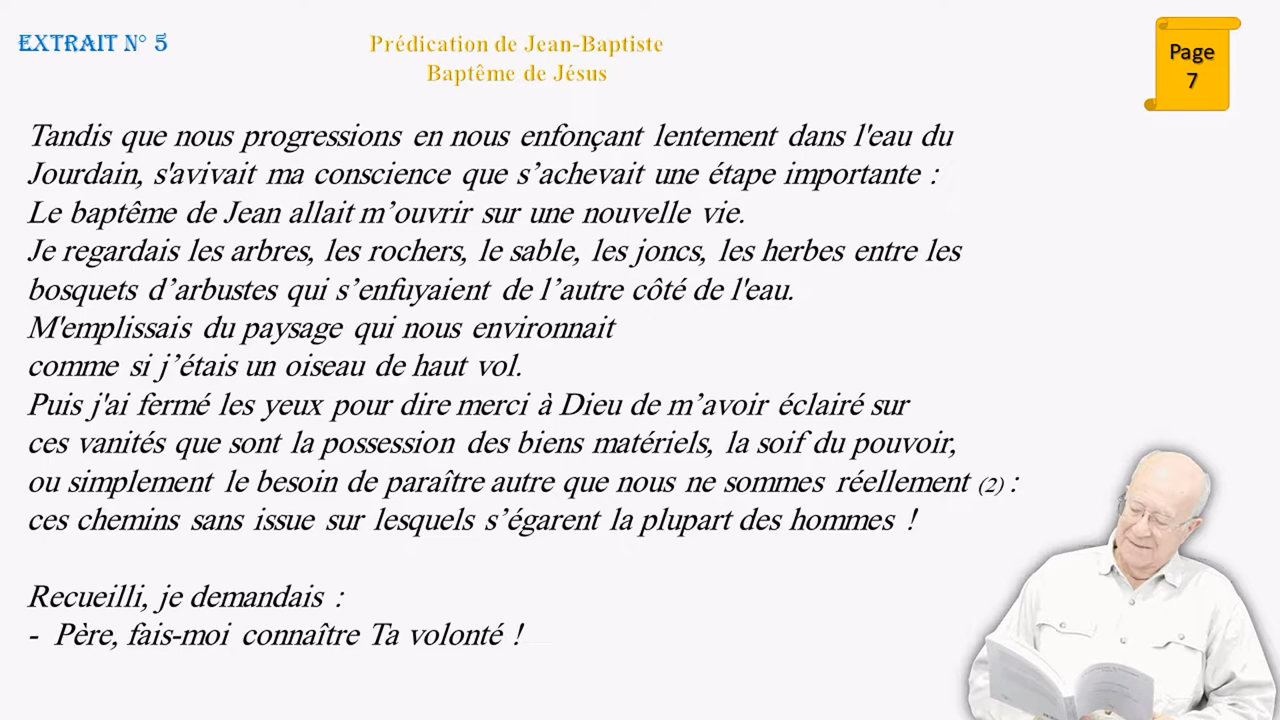 EXTRAIT N° 5
Prédication de Jean-Baptiste
Baptême de Jésus
Page
7
Tandis que nous progressions en nous enfonçant lentement dans l'eau du
Jourdain, s'avivait ma conscience que s’achevait une étape importante :
Le baptême de Jean allait m’ouvrir sur une nouvelle vie.
Je regardais les arbres, les rochers, le sable, les joncs, les herbes entre les
bosquets d’arbustes qui s’enfuyaient de l’autre côté de l'eau.
M'emplissais du paysage qui nous environnait
comme si j’étais un oiseau de haut vol.
Puis j'ai fermé les yeux pour dire merci à Dieu de m’avoir éclairé sur
ces vanités que sont la possession des biens matériels, la soif du pouvoir,
ou simplement le besoin de paraître autre que nous ne sommes réellement (2) :
ces chemins sans issue sur lesquels s’égarent la plupart des hommes !
Recueilli, je demandais :
- Père, fais-moi connaître Ta volonté !